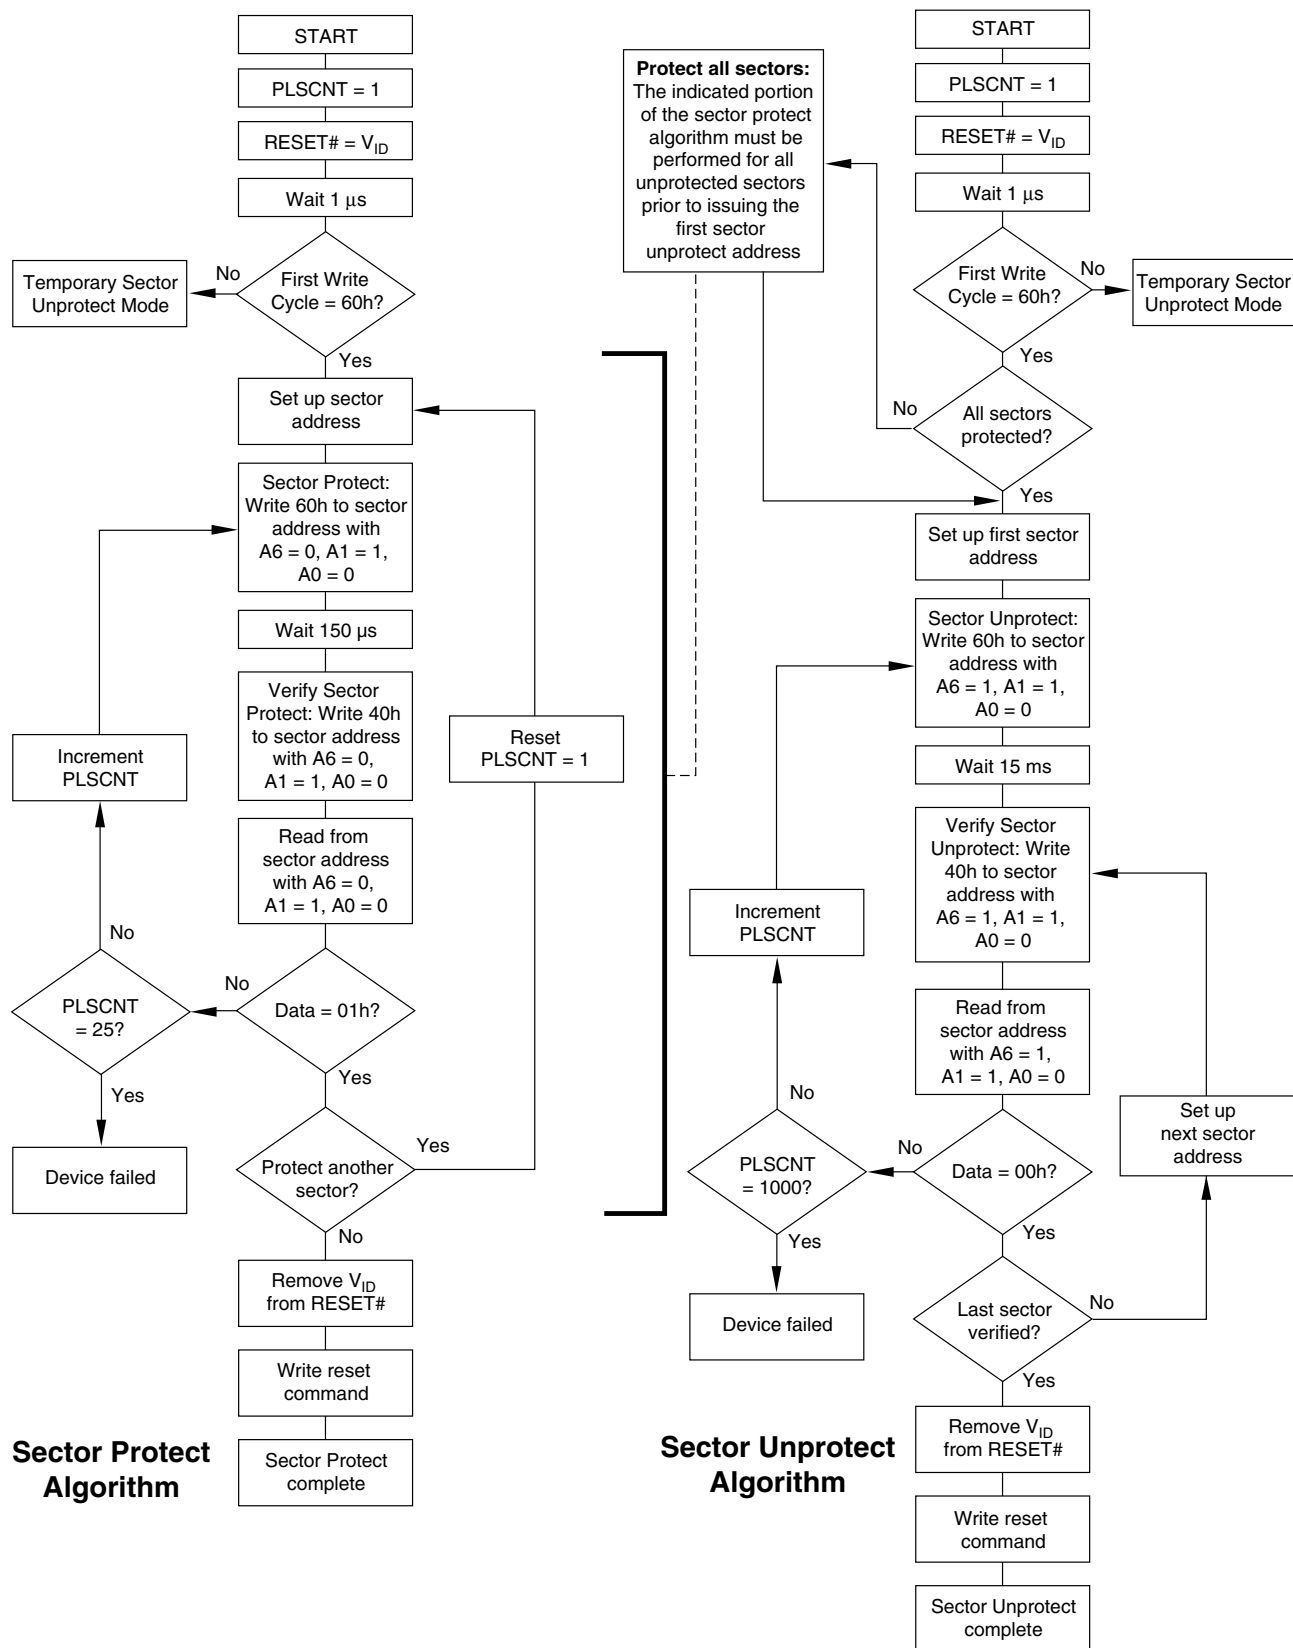 START
PLSCNT = 1
RESET# = VID
Wait 1 μs
First Write
Cycle = 60h?
No
Temporary Sector
Unprotect Mode
Yes
Set up sector
address
Sector Protect:
Write 60h to sector
address with
A6 = 0, A1 = 1,
A0 = 0
Wait 150 µs
Verify Sector
Protect: Write 40h
to sector address
with A6 = 0,
A1 = 1, A0 = 0
Reset
PLSCNT = 1
Increment
PLSCNT
Read from
sector address
with A6 = 0,
A1 = 1, A0 = 0
No
No
PLSCNT
= 25?
Data = 01h?
Yes
Yes
Device failed
Protect another
sector?
Yes
No
Remove VID
from RESET#
Write reset
command
Sector Protect
complete
Sector Protect
Algorithm
Protect all sectors:
The indicated portion
of the sector protect
algorithm must be
performed for all
unprotected sectors
prior to issuing the
first sector
unprotect address
START
PLSCNT = 1
RESET# = VID
Wait 1 μs
First Write
Cycle = 60h?
No
Temporary Sector
Unprotect Mode
Yes
No
All sectors
protected?
Yes
Set up first sector
address
Sector Unprotect:
Write 60h to sector
address with
A6 = 1, A1 = 1,
A0 = 0
Wait 15 ms
Verify Sector
Unprotect: Write
40h to sector
address with
A6 = 1, A1 = 1,
A0 = 0
Increment
PLSCNT
Read from
sector address
with A6 = 1,
A1 = 1, A0 = 0
No
No
PLSCNT
= 1000?
Data = 00h?
Set up
next sector
address
Yes
Yes
Device failed
Last sector
verified?
No
Yes
Remove VID
from RESET#
Write reset
command
Sector Unprotect
complete
Sector Unprotect
Algorithm